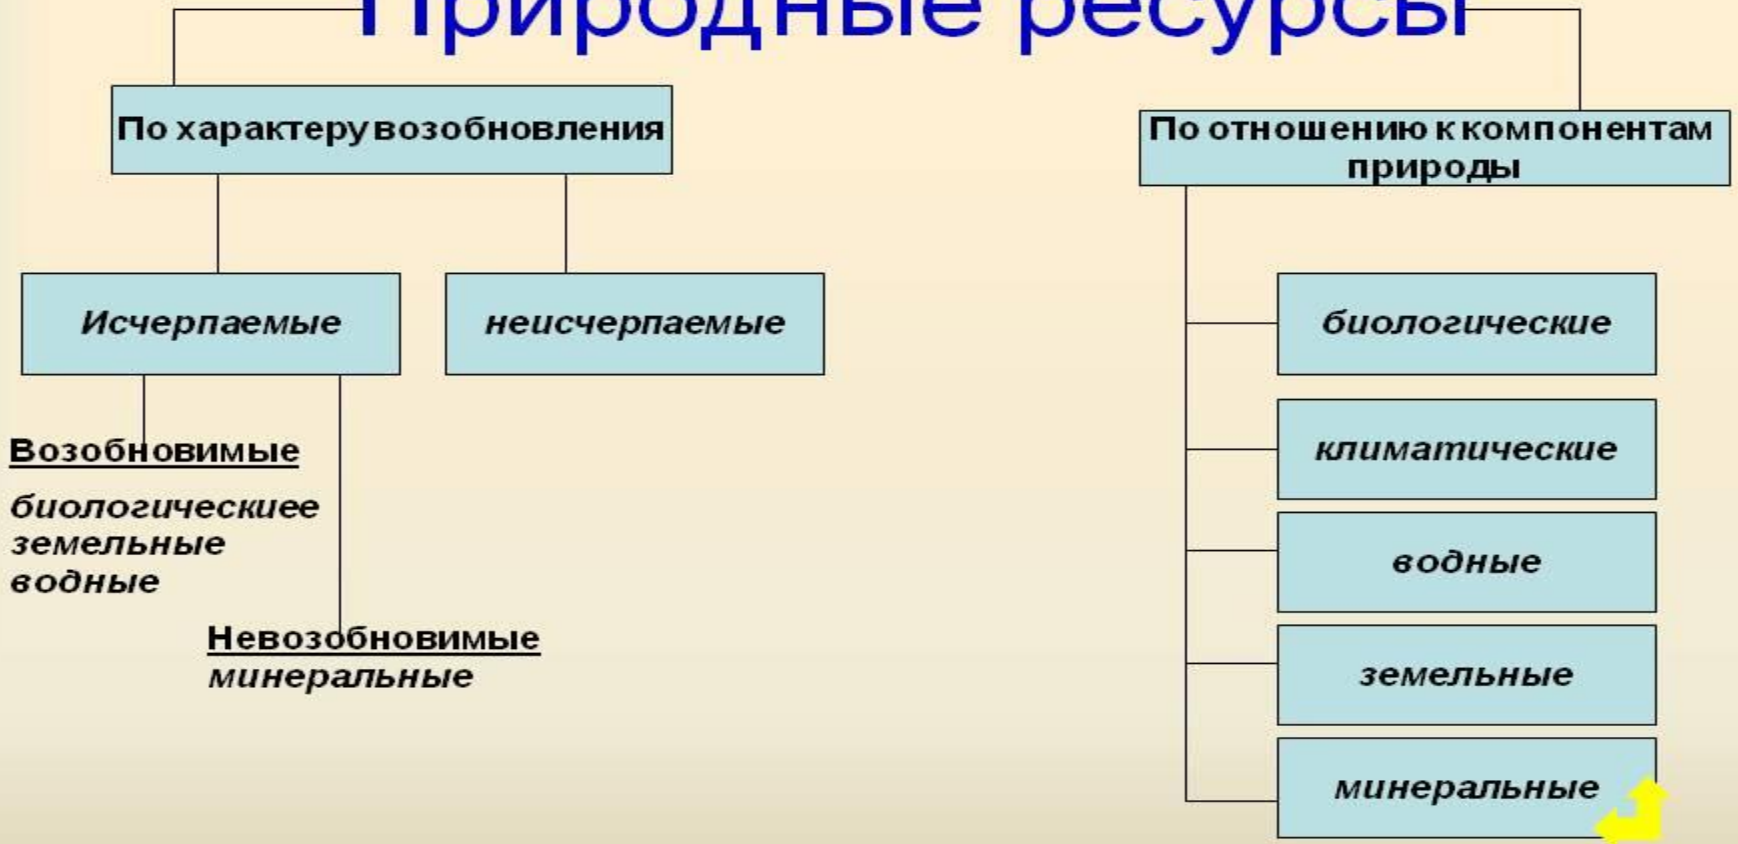 Природные ресурсы
По характеру возобновления
По отношению к компонентам
природы
Исчерпаемые
неисчерпаемые
Возобновимые
биологическиее
земельные
водные
Невозобновимые
минеральные
биологические
климатические
водные
земельные
минеральные